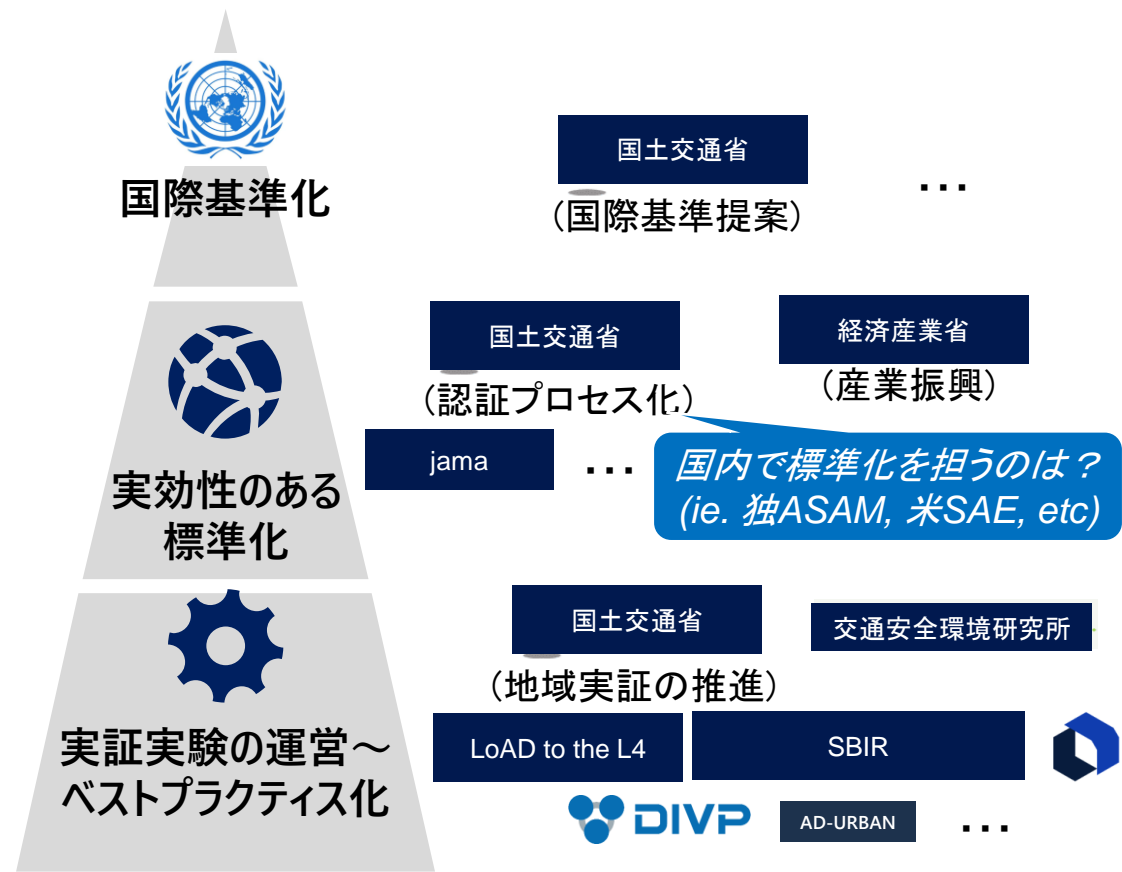 国土交通省
国際基準化
(国際基準提案)
...
国土交通省
経済産業省
(認証プロセス化)
(産業振興)
jama
...
国内で標準化を担うのは？
(ie. 独ASAM, 米SAE, etc)
実効性のある
標準化
国土交通省
交通安全環境研究所
(地域実証の推進)
実証実験の運営～
ベストプラクティス化
LoAD to the L4
SBIR
DIVP
AD-URBAN
...